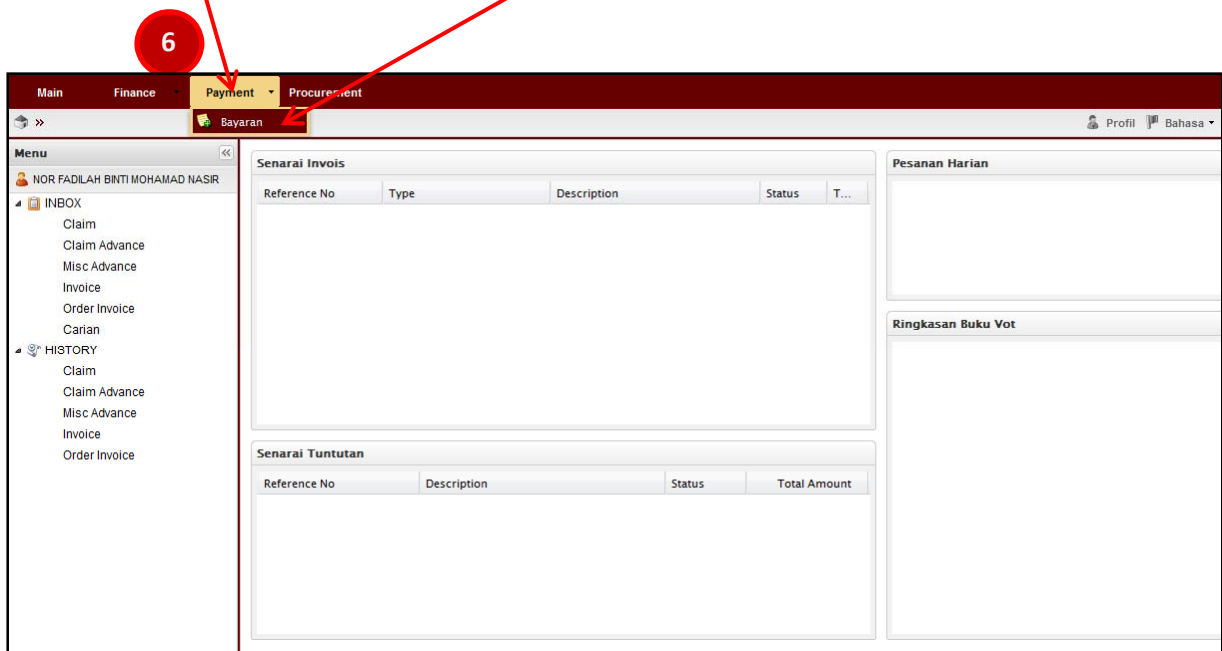 6
Main Finance Payment Procurement
Bayaran
» Profil Bahasa
Menu
NOR FADILAH BINTI MOHAMAD NASIR
INBOX
Claim
Claim Advance
Misc Advance
Invoice
Order Invoice
Carian
HISTORY
Claim
Claim Advance
Misc Advance
Invoice
Order Invoice
Senarai Invois
Reference No Type Description Status T...
Senarai Tuntutan
Reference No Description Status Total Amount
Pesanan Harian
Ringkasan Buku Vot